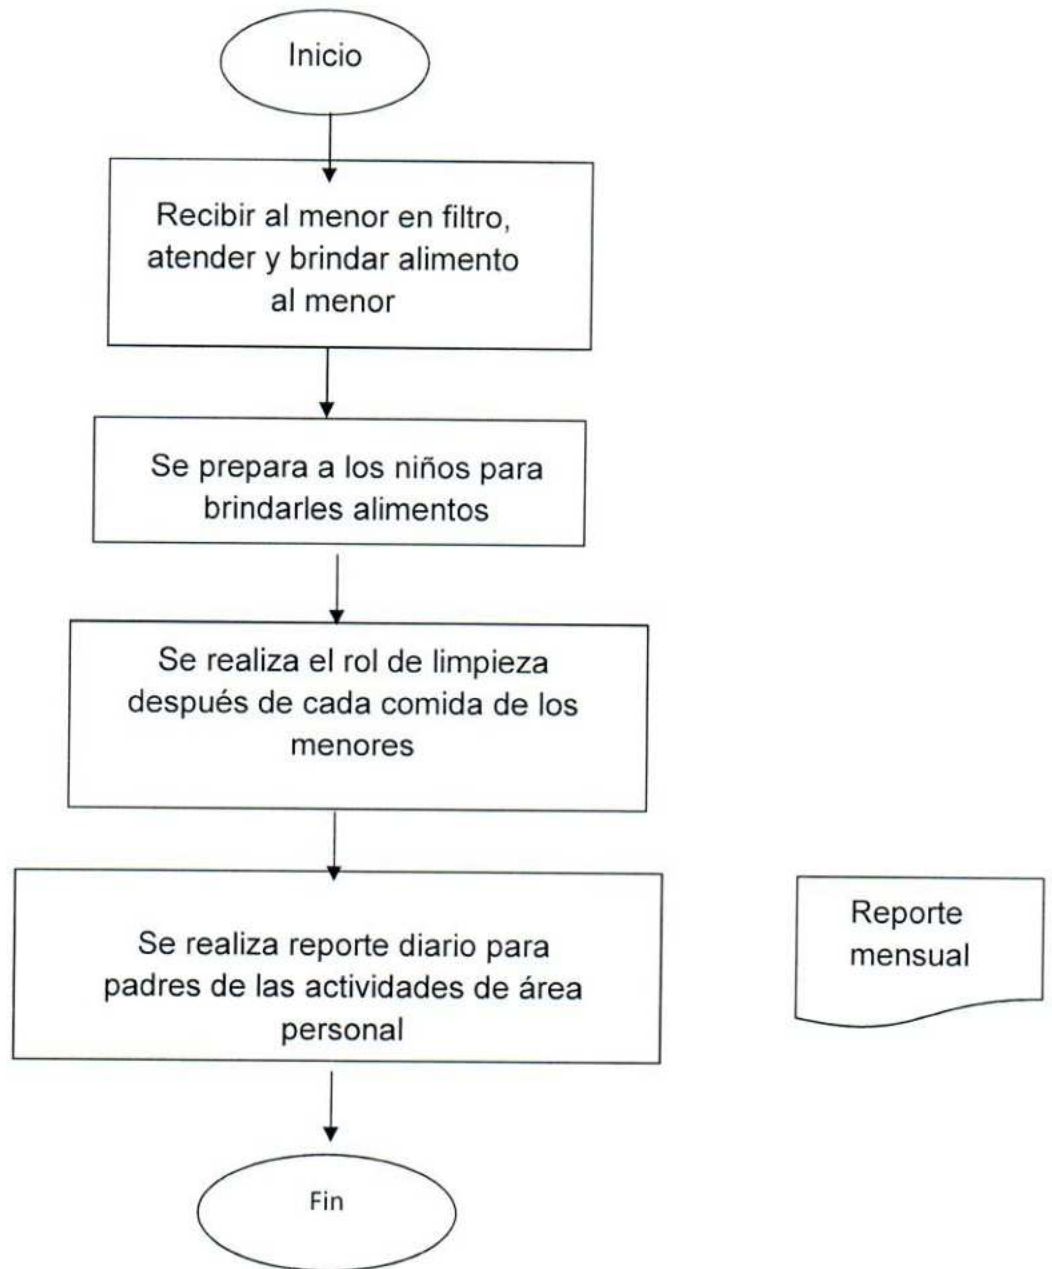 Inicio
Recibir al menor en filtro,
atender y brindar alimento
al menor
Se prepara a los niños para
brindarles alimentos
Se realiza el rol de limpieza
después de cada comida de los
menores
Se realiza reporte diario para
padres de las actividades de área
personal
Reporte
mensual
Fin